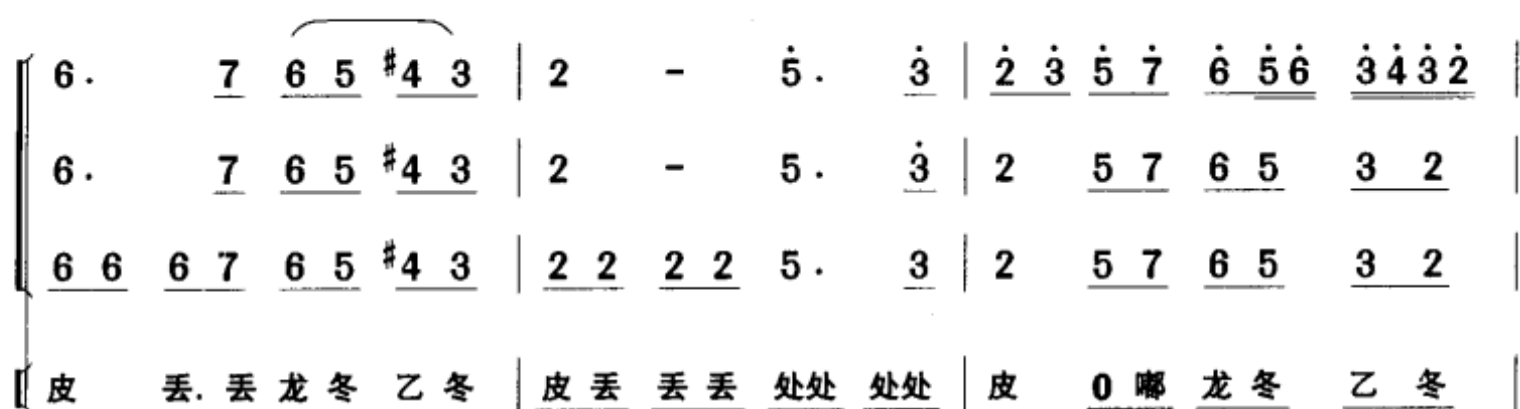 6. 7 6 5 #4 3 | 2 - 5̇. 3̇ | 2̇ 3̇ 5̇ 7̇ 6̇ 5̇6̇ 3̇4̇3̇2̇ |
6. 7 6 5 #4 3 | 2 - 5. 3̇ | 2 5 7 6 5 3 2 |
6 6 6 7 6 5 #4 3 | 2 2 2 2 5. 3 | 2 5 7 6 5 3 2 |
皮 丢. 丢 龙 冬 乙 冬 | 皮 丢 丢 丢 处处 处处 | 皮 0 嘟 龙 冬 乙 冬 |